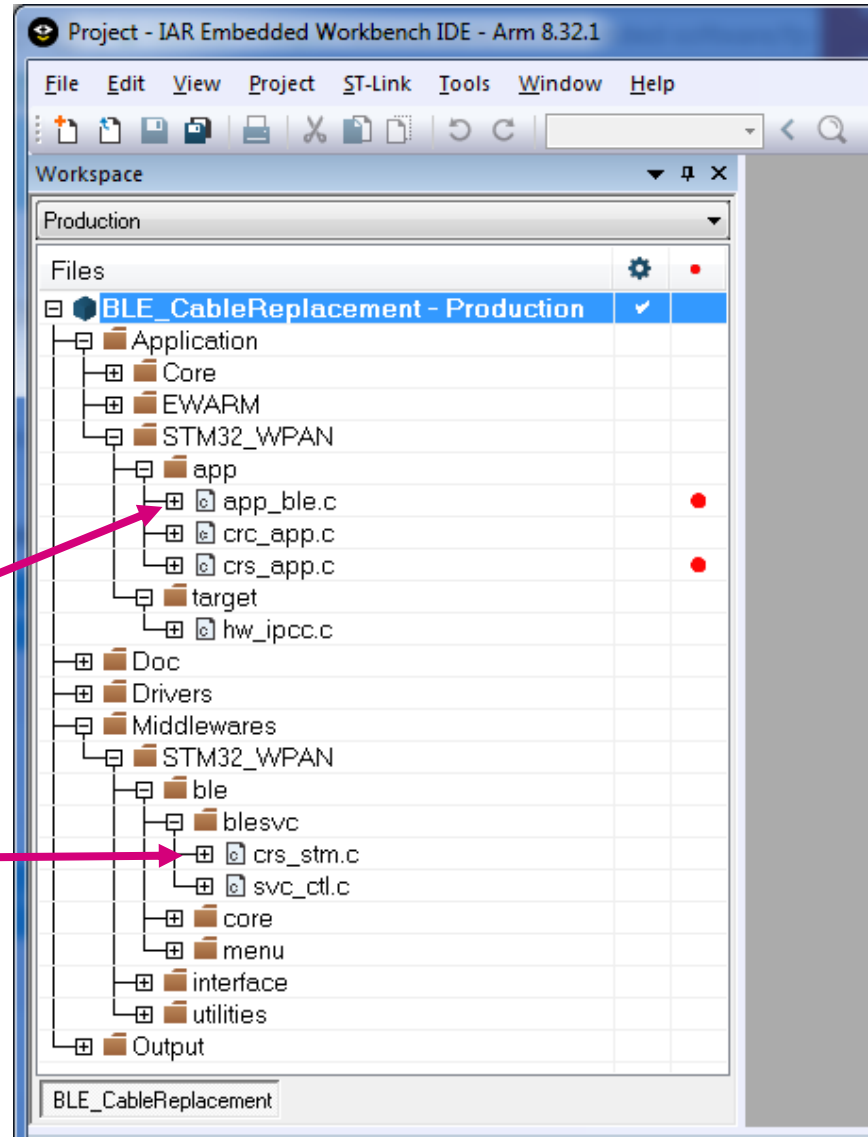 Project - IAR Embedded Workbench IDE - Arm 8.32.1
File Edit View Project ST-Link Tools Window Help
Workspace
Production
Files
BLE_CableReplacement - Production
Application
Core
EWARM
STM32_WPAN
app
app_ble.c
crc_app.c
crs_app.c
target
hw_ipcc.c
Doc
Drivers
Middlewares
STM32_WPAN
ble
blesvc
crs_stm.c
svc_ctl.c
core
menu
interface
utilities
Output
BLE_CableReplacement